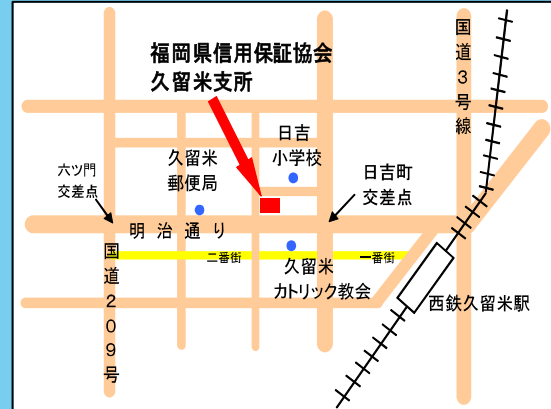 福岡県信用保証協会
久留米支所
国道3号線
日吉
小学校
久留米
郵便局
六ツ門
交差点
日吉町
交差点
明治通り
二番街
一番街
久留米
カトリック教会
国道209号
西鉄久留米駅